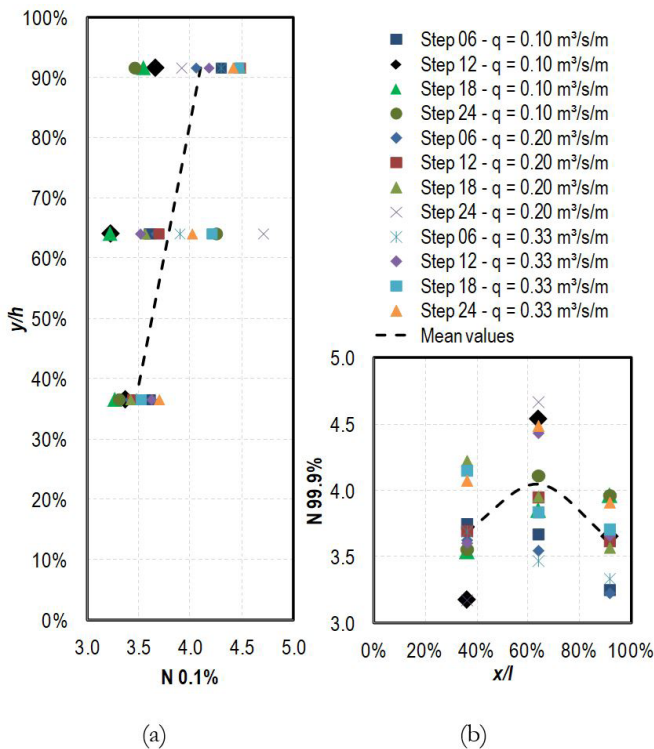 100%
90%
80%
70%
60%
50%
40%
30%
20%
10%
0%
y/h
3.0 3.5 4.0 4.5 5.0
N 0.1%
(a)
Step 06 - q = 0.10 m³/s/m
Step 12 - q = 0.10 m³/s/m
Step 18 - q = 0.10 m³/s/m
Step 24 - q = 0.10 m³/s/m
Step 06 - q = 0.20 m³/s/m
Step 12 - q = 0.20 m³/s/m
Step 18 - q = 0.20 m³/s/m
Step 24 - q = 0.20 m³/s/m
Step 06 - q = 0.33 m³/s/m
Step 12 - q = 0.33 m³/s/m
Step 18 - q = 0.33 m³/s/m
Step 24 - q = 0.33 m³/s/m
Mean values
5.0
4.5
4.0
3.5
3.0
N 99.9%
0% 20% 40% 60% 80% 100%
x/l
(b)